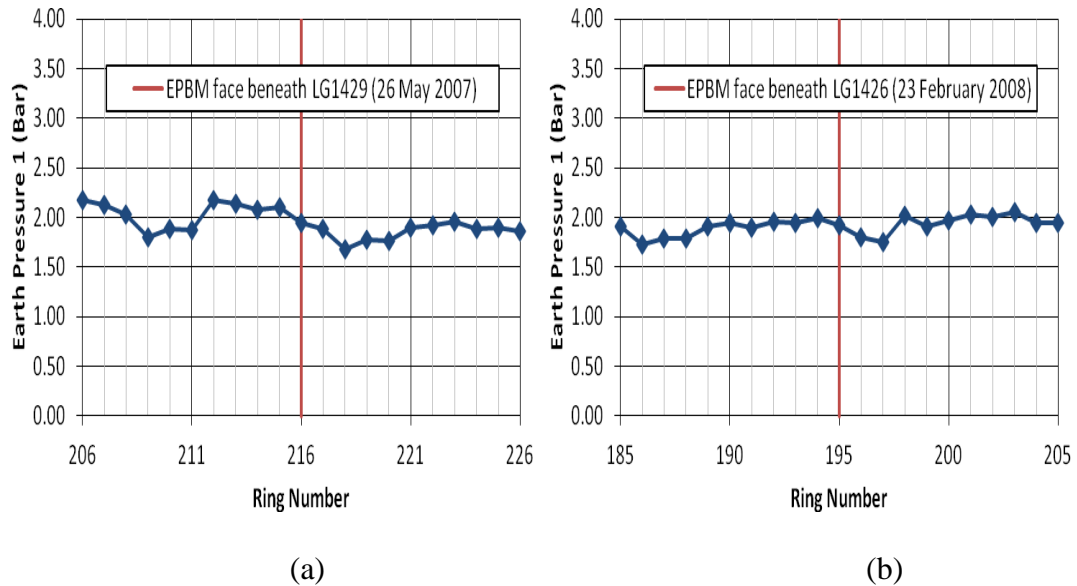 EPBM face beneath LG1429 (26 May 2007)
Earth Pressure 1 (Bar)
4.00
3.50
3.00
2.50
2.00
1.50
1.00
0.50
0.00
206 211 216 221 226
Ring Number
(a)
EPBM face beneath LG1426 (23 February 2008)
Earth Pressure 1 (Bar)
4.00
3.50
3.00
2.50
2.00
1.50
1.00
0.50
0.00
185 190 195 200 205
Ring Number
(b)